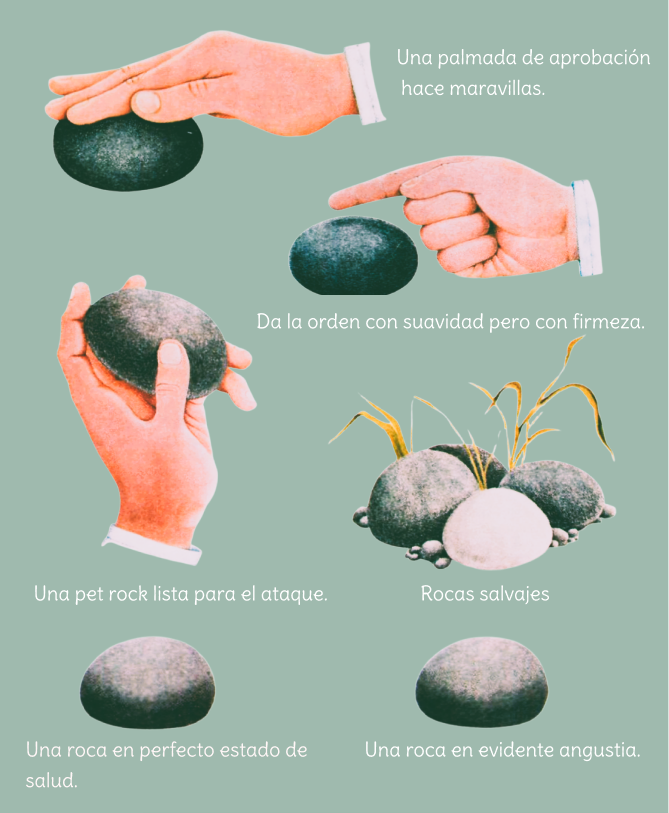 Una palmada de aprobación
hace maravillas.
Da la orden con suavidad pero con firmeza.
Una pet rock lista para el ataque.
Rocas salvajes
Una roca en perfecto estado de
salud.
Una roca en evidente angustia.